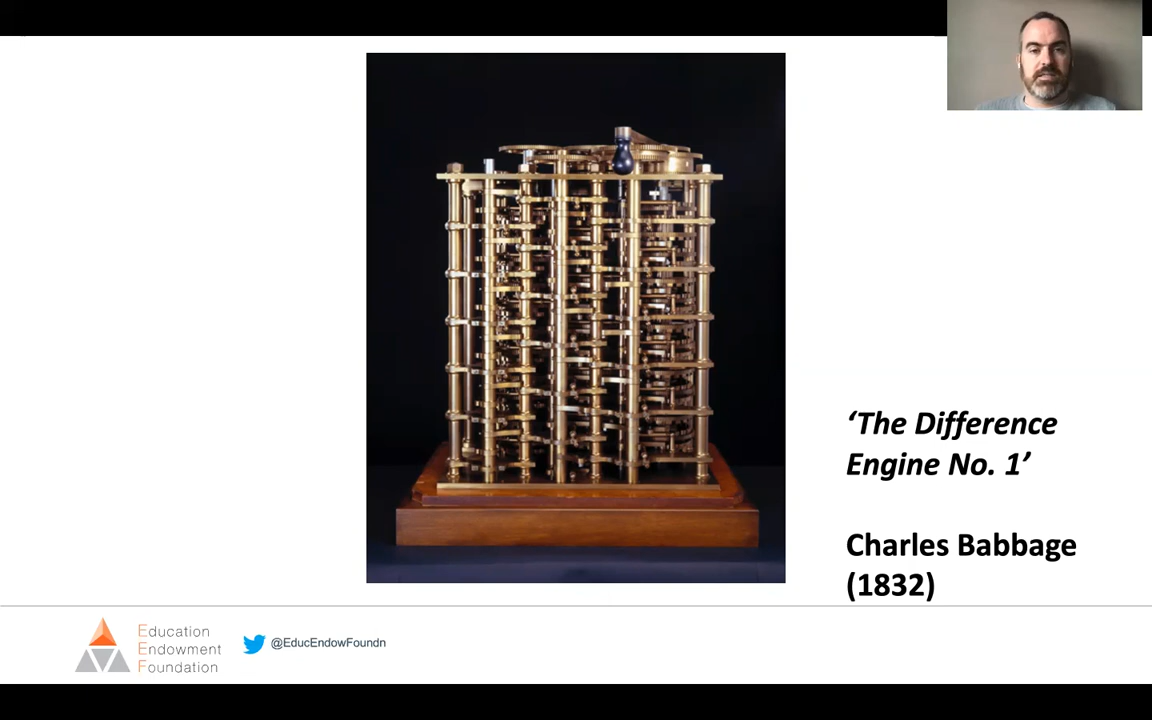 ‘The Difference
Engine No. 1’
Charles Babbage
(1832)
Education
Endowment
Foundation
@EducEndowFoundn